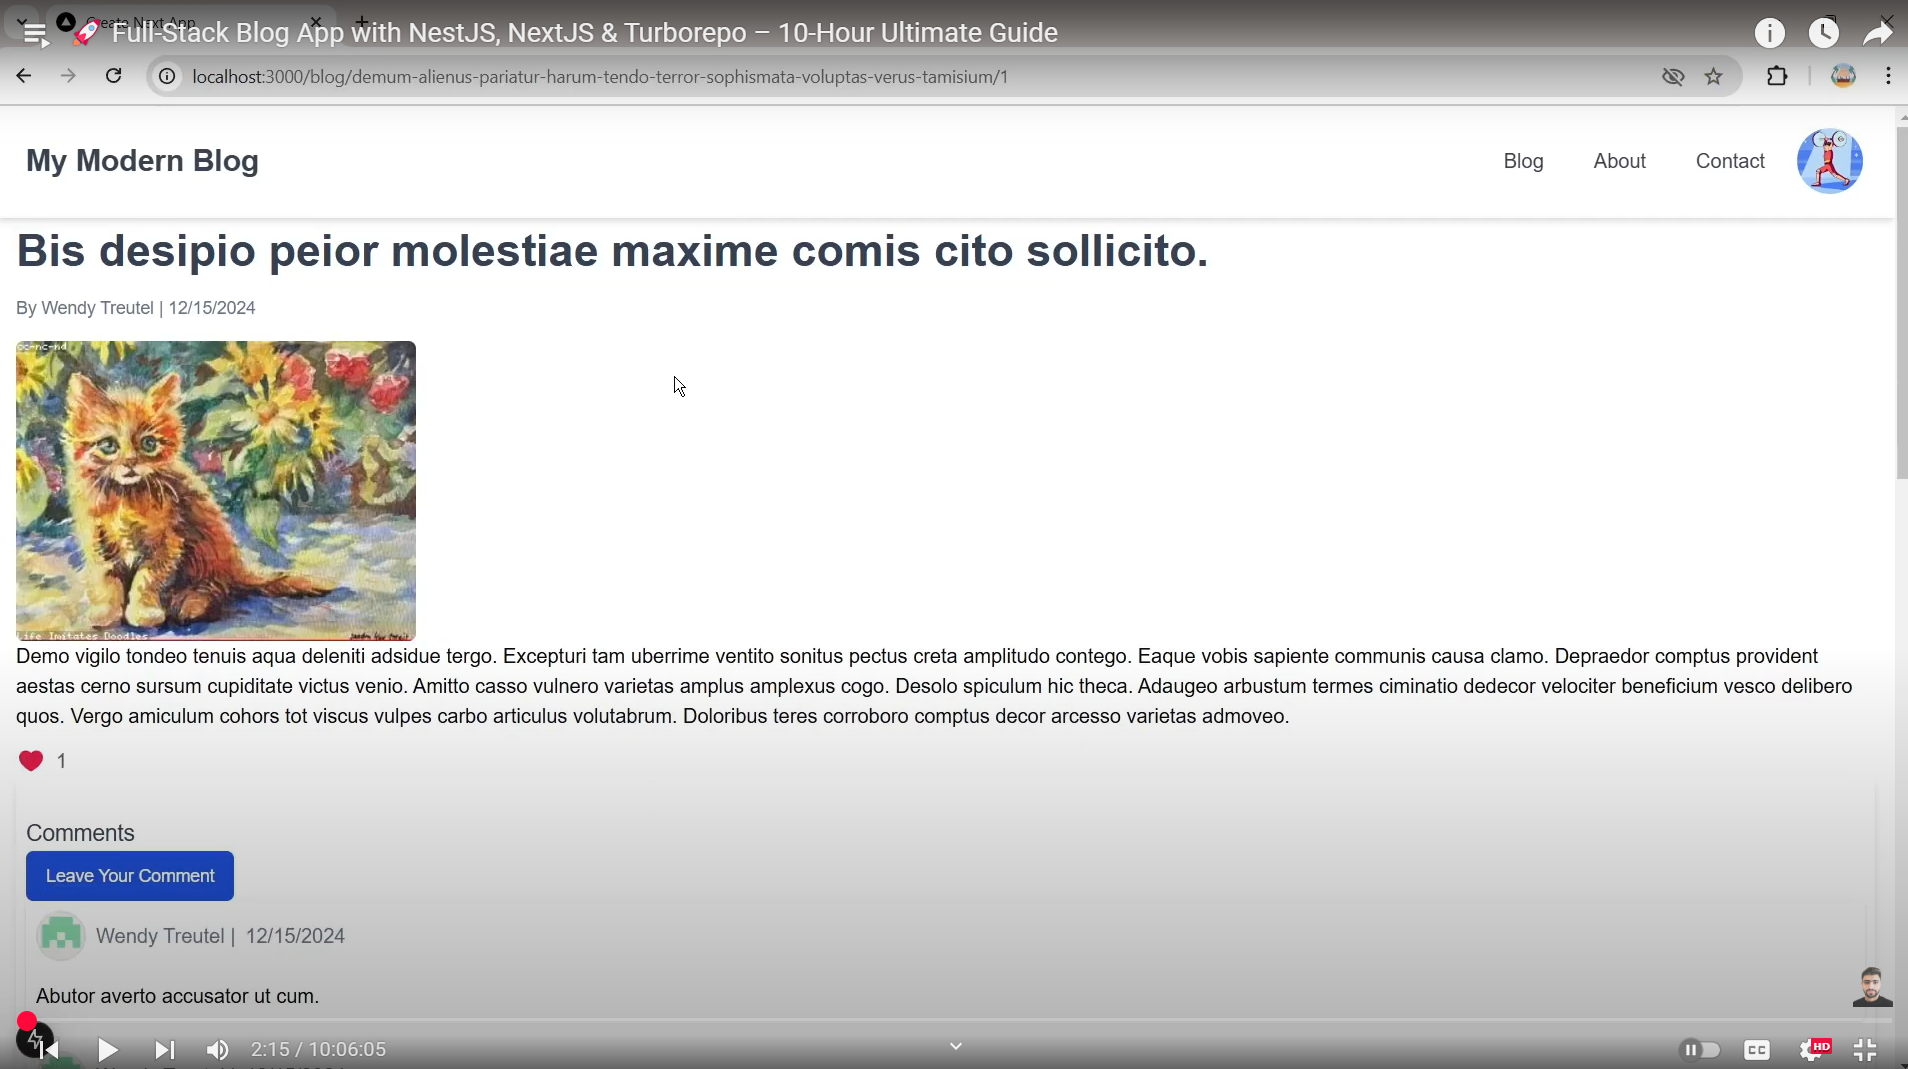 Create Next App
🚀 Full-Stack Blog App with NestJS, NextJS & Turborepo – 10-Hour Ultimate Guide
localhost:3000/blog/demum-alienus-pariatur-harum-tendo-terror-sophismata-voluptas-verus-tamisium/1
My Modern Blog
Blog
About
Contact
Bis desipio peior molestiae maxime comis cito sollicito.
By Wendy Treutel | 12/15/2024
cc-nc-nd
Life Imitates Doodles
Demo vigilo tondeo tenuis aqua deleniti adsidue tergo. Excepturi tam uberrime ventito sonitus pectus creta amplitudo contego. Eaque vobis sapiente communis causa clamo. Depraedor comptus provident
aestas cerno sursum cupiditate victus venio. Amitto casso vulnero varietas amplus amplexus cogo. Desolo spiculum hic theca. Adaugeo arbustum termes ciminatio dedecor velociter beneficium vesco delibero
quos. Vergo amiculum cohors tot viscus vulpes carbo articulus volutabrum. Doloribus teres corroboro comptus decor arcesso varietas admoveo.
1
Comments
Leave Your Comment
Wendy Treutel | 12/15/2024
Abutor averto accusator ut cum.
2:15 / 10:06:05
CC
HD